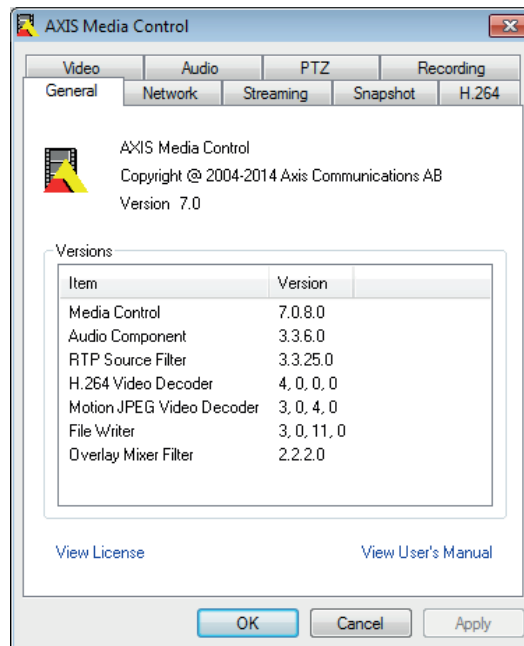 AXIS Media Control
Video Audio PTZ Recording
General Network Streaming Snapshot H.264
AXIS Media Control
Copyright @ 2004-2014 Axis Communications AB
Version 7.0
Versions
Item Version
Media Control 7.0.8.0
Audio Component 3.3.6.0
RTP Source Filter 3.3.25.0
H.264 Video Decoder 4, 0, 0, 0
Motion JPEG Video Decoder 3, 0, 4, 0
File Writer 3, 0, 11, 0
Overlay Mixer Filter 2.2.2.0
View License View User's Manual
OK Cancel Apply